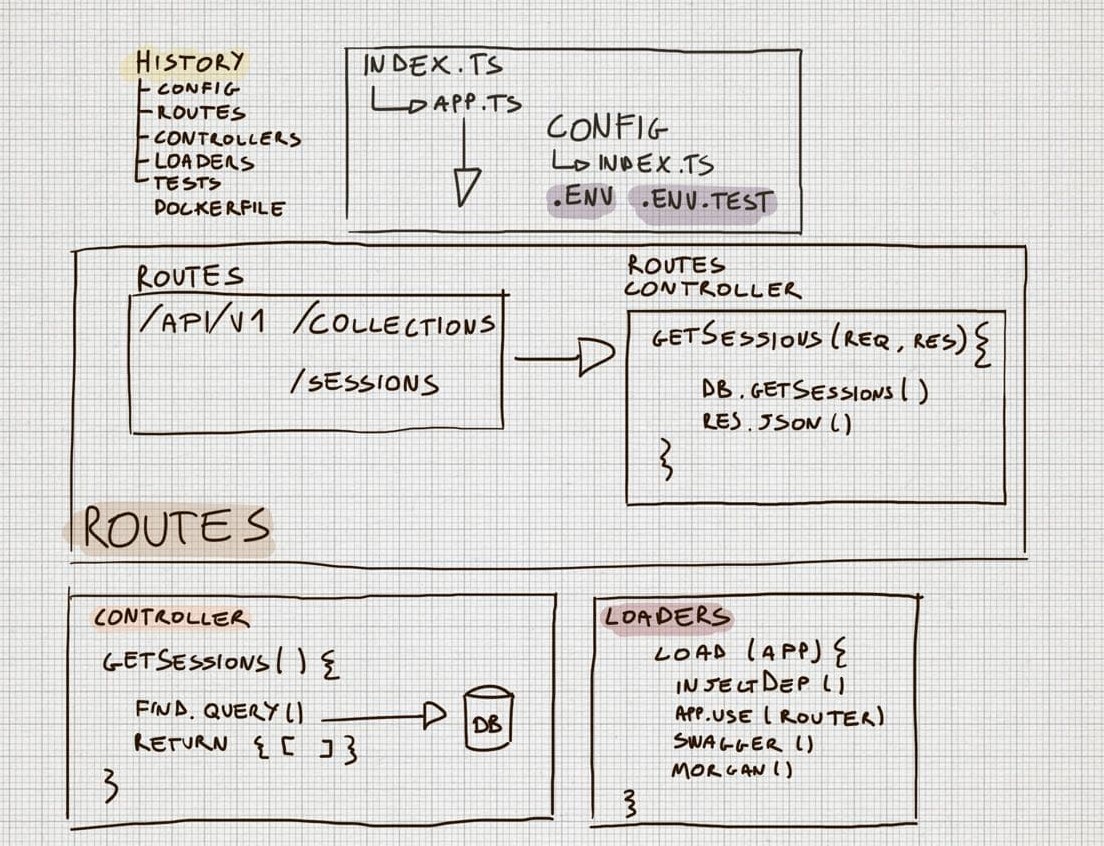 HISTORY
CONFIG
ROUTES
CONTROLLERS
LOADERS
TESTS
DOCKERFILE
INDEX.TS
APP.TS
CONFIG
INDEX.TS
.ENV .ENV.TEST
ROUTES
/API/V1 /COLLECTIONS
/SESSIONS
ROUTES
CONTROLLER
GETSESSIONS (REQ, RES) {
DB.GETSESSIONS()
RES.JSON()
}
ROUTES
CONTROLLER
GETSESSIONS() {
FIND.QUERY()
DB
RETURN { [ ] }
}
LOADERS
LOAD (APP) {
INJECTDEP ()
APP.USE (ROUTER)
SWAGGER ()
MORGAN()
}